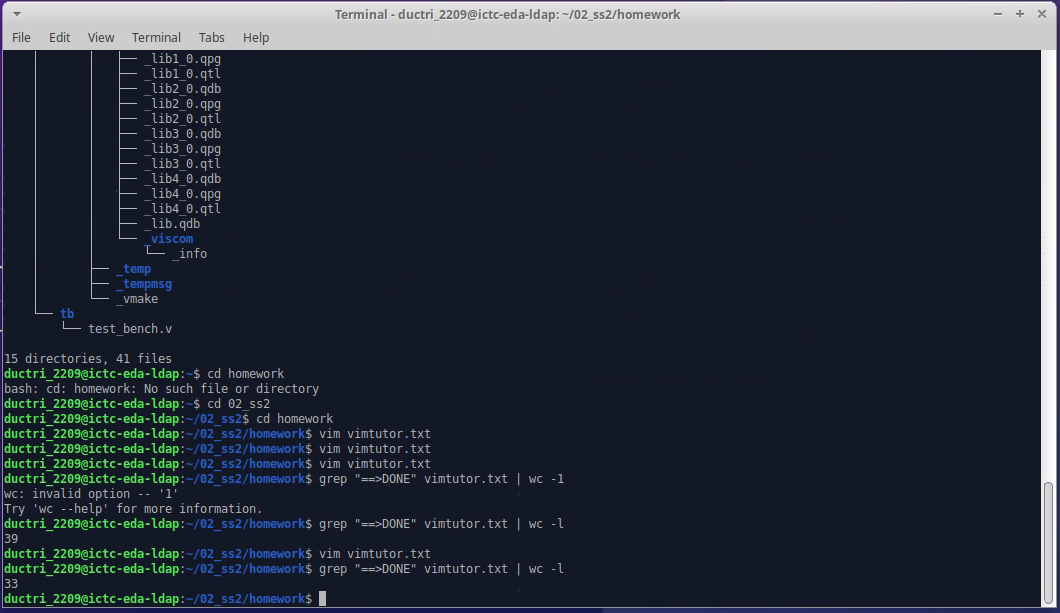 Terminal - ductri_2209@ictc-eda-ldap: ~/02_ss2/homework
File Edit View Terminal Tabs Help
_lib1_0.qpg
_lib1_0.qtl
_lib2_0.qdb
_lib2_0.qpg
_lib2_0.qtl
_lib3_0.qdb
_lib3_0.qpg
_lib3_0.qtl
_lib4_0.qdb
_lib4_0.qpg
_lib4_0.qtl
_lib.qdb
_viscom
_info
_temp
_tempmsg
_vmake
tb
test_bench.v
15 directories, 41 files
ductri_2209@ictc-eda-ldap:~$ cd homework
bash: cd: homework: No such file or directory
ductri_2209@ictc-eda-ldap:~$ cd 02_ss2
ductri_2209@ictc-eda-ldap:~/02_ss2$ cd homework
ductri_2209@ictc-eda-ldap:~/02_ss2/homework$ vim vimtutor.txt
ductri_2209@ictc-eda-ldap:~/02_ss2/homework$ vim vimtutor.txt
ductri_2209@ictc-eda-ldap:~/02_ss2/homework$ vim vimtutor.txt
ductri_2209@ictc-eda-ldap:~/02_ss2/homework$ grep "==>DONE" vimtutor.txt | wc -1
wc: invalid option -- '1'
Try 'wc --help' for more information.
ductri_2209@ictc-eda-ldap:~/02_ss2/homework$ grep "==>DONE" vimtutor.txt | wc -l
39
ductri_2209@ictc-eda-ldap:~/02_ss2/homework$ vim vimtutor.txt
ductri_2209@ictc-eda-ldap:~/02_ss2/homework$ grep "==>DONE" vimtutor.txt | wc -l
33
ductri_2209@ictc-eda-ldap:~/02_ss2/homework$